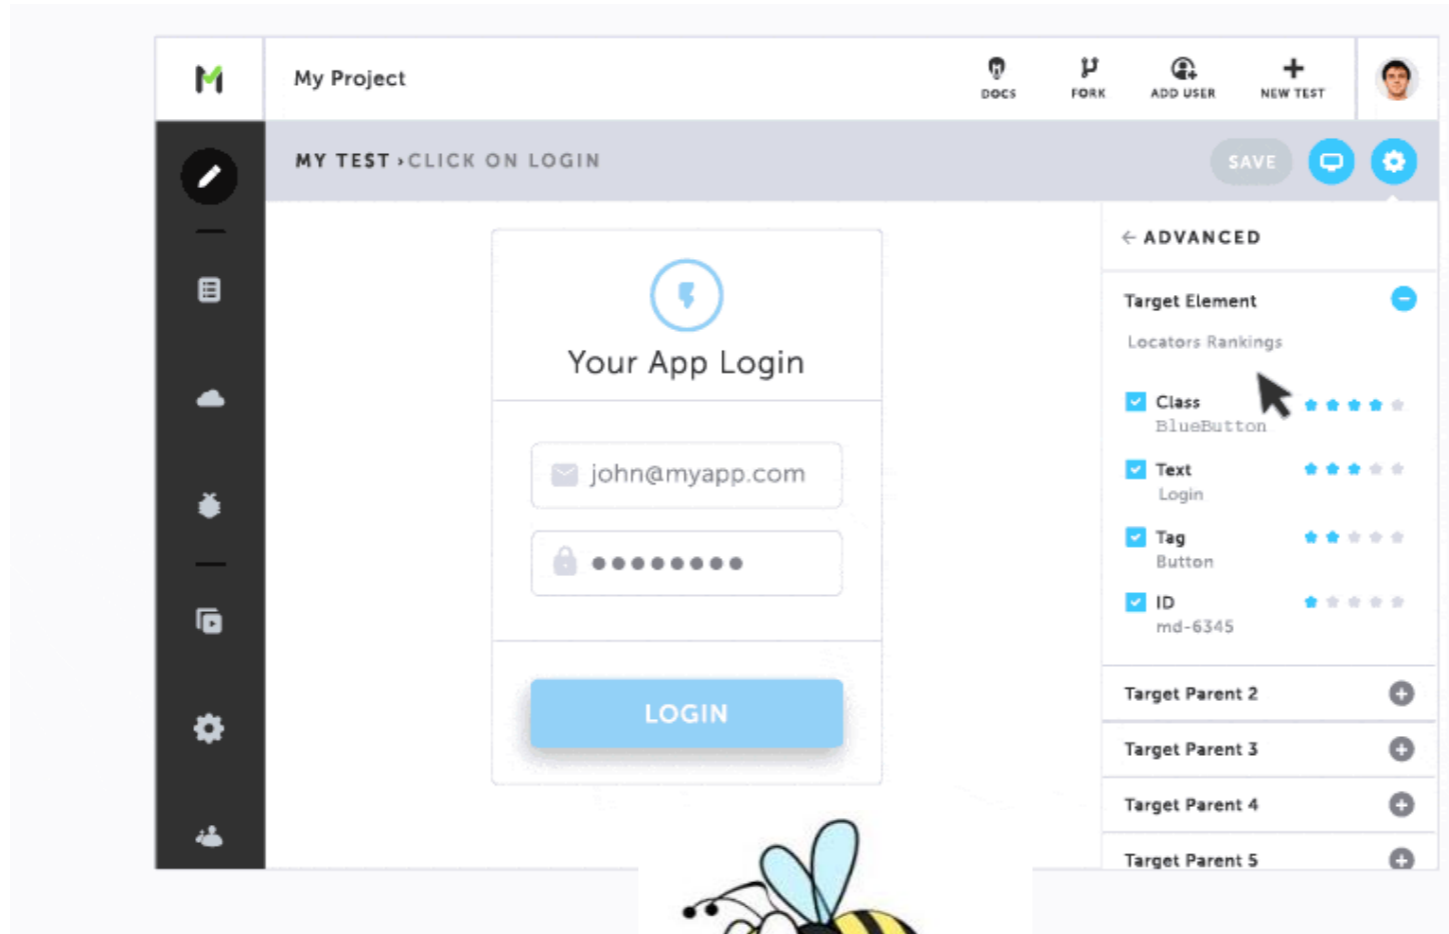 My Project
DOCS
FORK
ADD USER
NEW TEST
MY TEST ›CLICK ON LOGIN
SAVE
← ADVANCED
Target Element
Locators Rankings
Class
BlueButton
Text
Login
Tag
Button
ID
md-6345
Target Parent 2
Target Parent 3
Target Parent 4
Target Parent 5
Your App Login
john@myapp.com
LOGIN